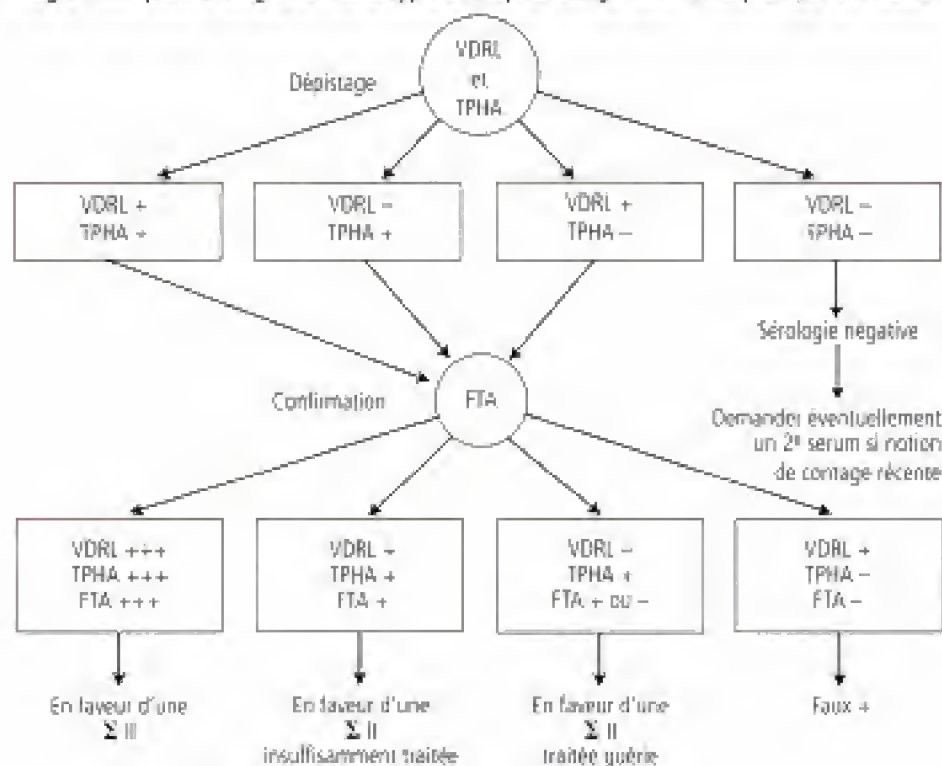 VDRL
et
TPHA
Dépistage
VDRL +
TPHA +
VDRL –
TPHA +
VDRL +
TPHA –
VDRL –
TPHA –
Sérologie négative
Confirmation
FTA
Demander éventuellement
un 2e serum si notion
de contage récente
VDRL +++
TPHA +++
FTA +++
VDRL +
TPHA +
FTA +
VDRL –
TPHA +
FTA + OU –
VDRL +
TPHA –
FTA –
En faveur d'une
Σ II
En faveur d'une
Σ II
insuffisamment traitée
En faveur d'une
Σ II
traitée guérie
Faux +